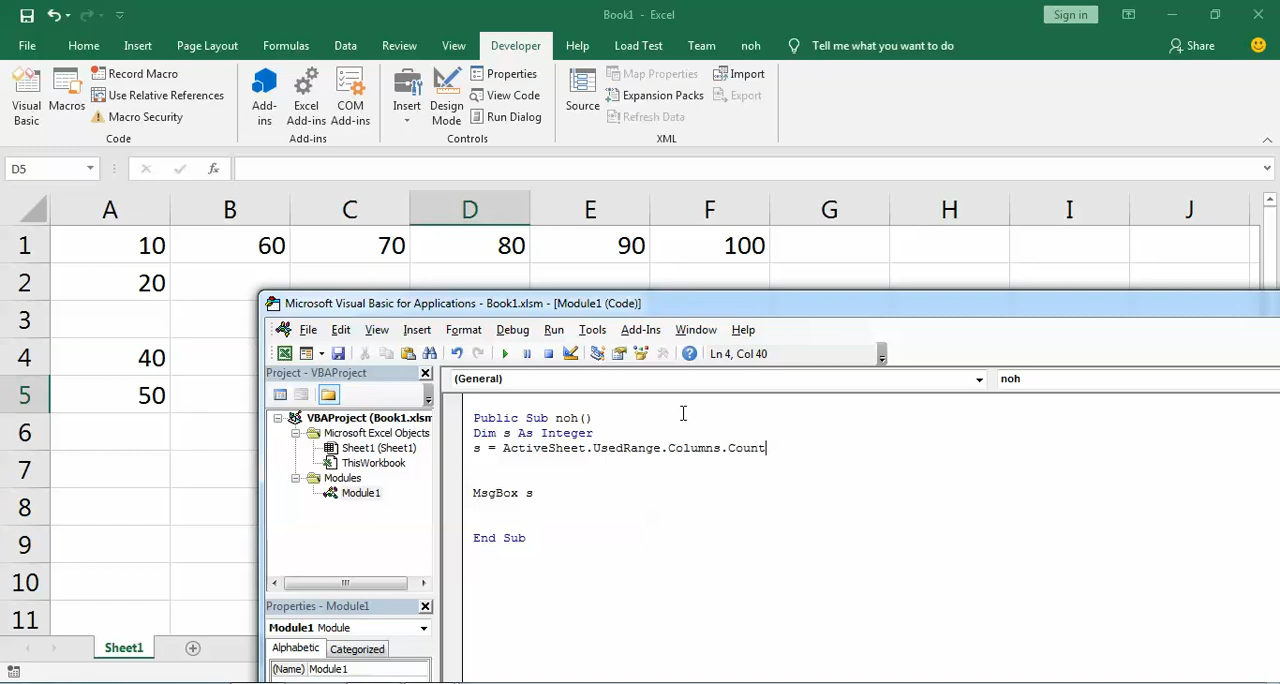 Book1 - Excel
Sign in
File Home Insert Page Layout Formulas Data Review View Developer Help Load Test Team noh Tell me what you want to do Share
Visual Basic
Macros
Record Macro
Use Relative References
Macro Security
Code
Add-ins
Excel Add-ins
COM Add-ins
Add-ins
Insert
Design Mode
Properties
View Code
Run Dialog
Controls
Source
Map Properties
Expansion Packs
Refresh Data
Import
Export
XML
D5 fx
A B C D E F G H I J
1 10 60 70 80 90 100
2 20
3
4 40
5 50
6
7
8
9
10
11
Sheet1
Microsoft Visual Basic for Applications - Book1.xlsm - [Module1 (Code)]
File Edit View Insert Format Debug Run Tools Add-Ins Window Help
Ln 4, Col 40
Project - VBAProject
VBAProject (Book1.xlsm
Microsoft Excel Objects
Sheet1 (Sheet1)
ThisWorkbook
Modules
Module1
Properties - Module1
Module1 Module
Alphabetic Categorized
(Name) Module1
(General) noh
Public Sub noh()
Dim s As Integer
s = ActiveSheet.UsedRange.Columns.Count
MsgBox s
End Sub